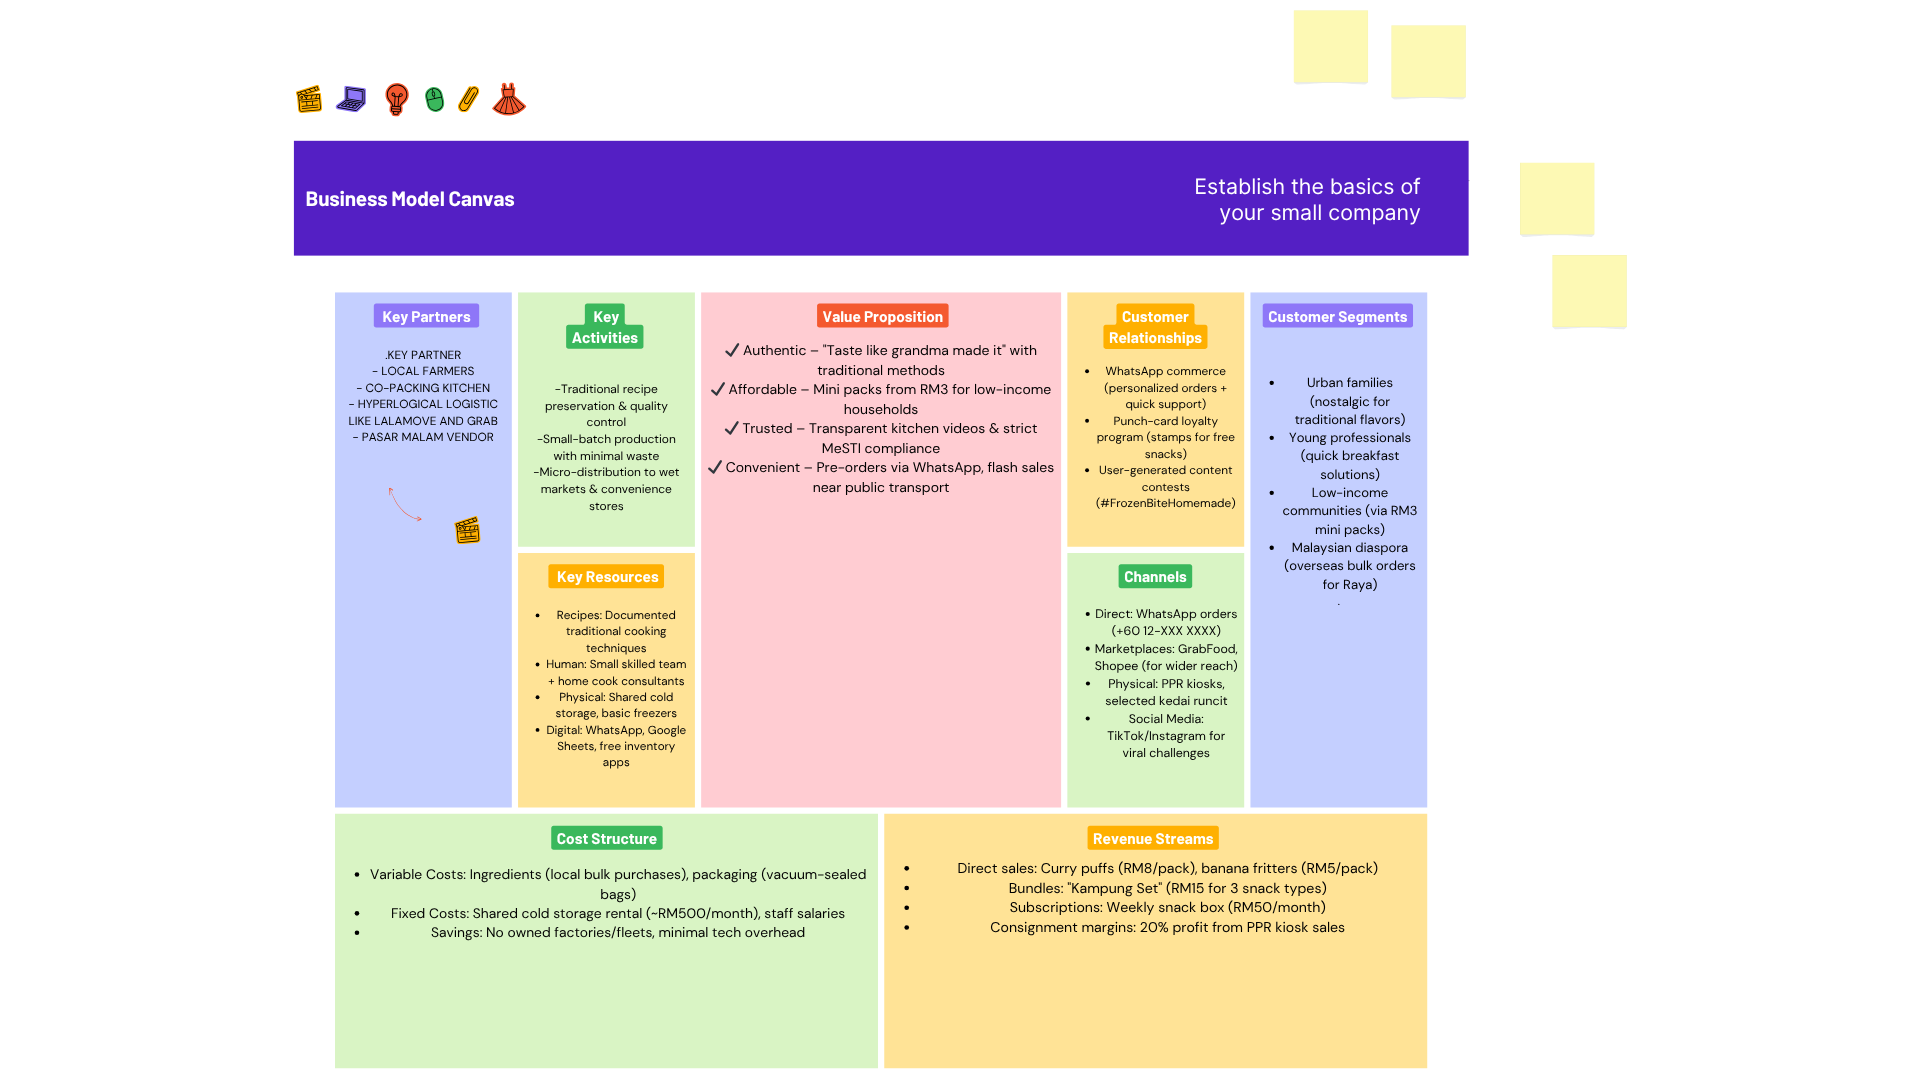 Business Model Canvas
Establish the basics of
your small company
Key Partners
.KEY PARTNER
- LOCAL FARMERS
- CO-PACKING KITCHEN
- HYPERLOGICAL LOGISTIC
LIKE LALAMOVE AND GRAB
- PASAR MALAM VENDOR
Key
Activities
-Traditional recipe
preservation & quality
control
-Small-batch production
with minimal waste
-Micro-distribution to wet
markets & convenience
stores
Key Resources
• Recipes: Documented
traditional cooking
techniques
• Human: Small skilled team
+ home cook consultants
• Physical: Shared cold
storage, basic freezers
• Digital: WhatsApp, Google
Sheets, free inventory
apps
Value Proposition
✓ Authentic – "Taste like grandma made it" with
traditional methods
✓ Affordable – Mini packs from RM3 for low-income
households
✓ Trusted – Transparent kitchen videos & strict
MeSTI compliance
✓ Convenient – Pre-orders via WhatsApp, flash sales
near public transport
Customer
Relationships
• WhatsApp commerce
(personalized orders +
quick support)
• Punch-card loyalty
program (stamps for free
snacks)
• User-generated content
contests
(#FrozenBiteHomemade)
Channels
• Direct: WhatsApp orders
(+60 12-XXX XXXX)
• Marketplaces: GrabFood,
Shopee (for wider reach)
• Physical: PPR kiosks,
selected kedai runcit
• Social Media:
TikTok/Instagram for
viral challenges
Customer Segments
• Urban families
(nostalgic for
traditional flavors)
• Young professionals
(quick breakfast
solutions)
• Low-income
communities (via RM3
mini packs)
• Malaysian diaspora
(overseas bulk orders
for Raya)
.
Cost Structure
• Variable Costs: Ingredients (local bulk purchases), packaging (vacuum-sealed
bags)
• Fixed Costs: Shared cold storage rental (~RM500/month), staff salaries
• Savings: No owned factories/fleets, minimal tech overhead
Revenue Streams
• Direct sales: Curry puffs (RM8/pack), banana fritters (RM5/pack)
• Bundles: "Kampung Set" (RM15 for 3 snack types)
• Subscriptions: Weekly snack box (RM50/month)
• Consignment margins: 20% profit from PPR kiosk sales